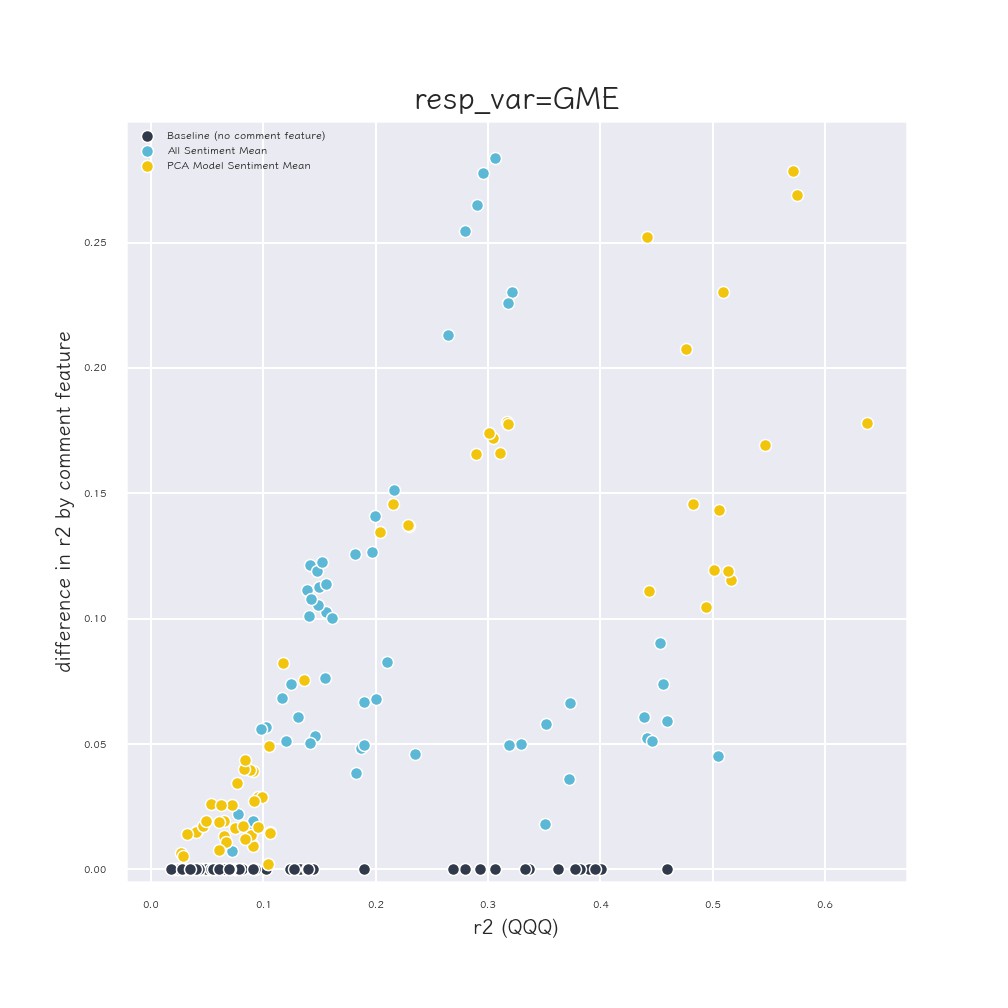 resp_var=GME
Baseline (no comment feature)
All Sentiment Mean
PCA Model Sentiment Mean
difference in r2 by comment feature
0.25
0.20
0.15
0.10
0.05
0.00
0.0 0.1 0.2 0.3 0.4 0.5 0.6
r2 (QQQ)